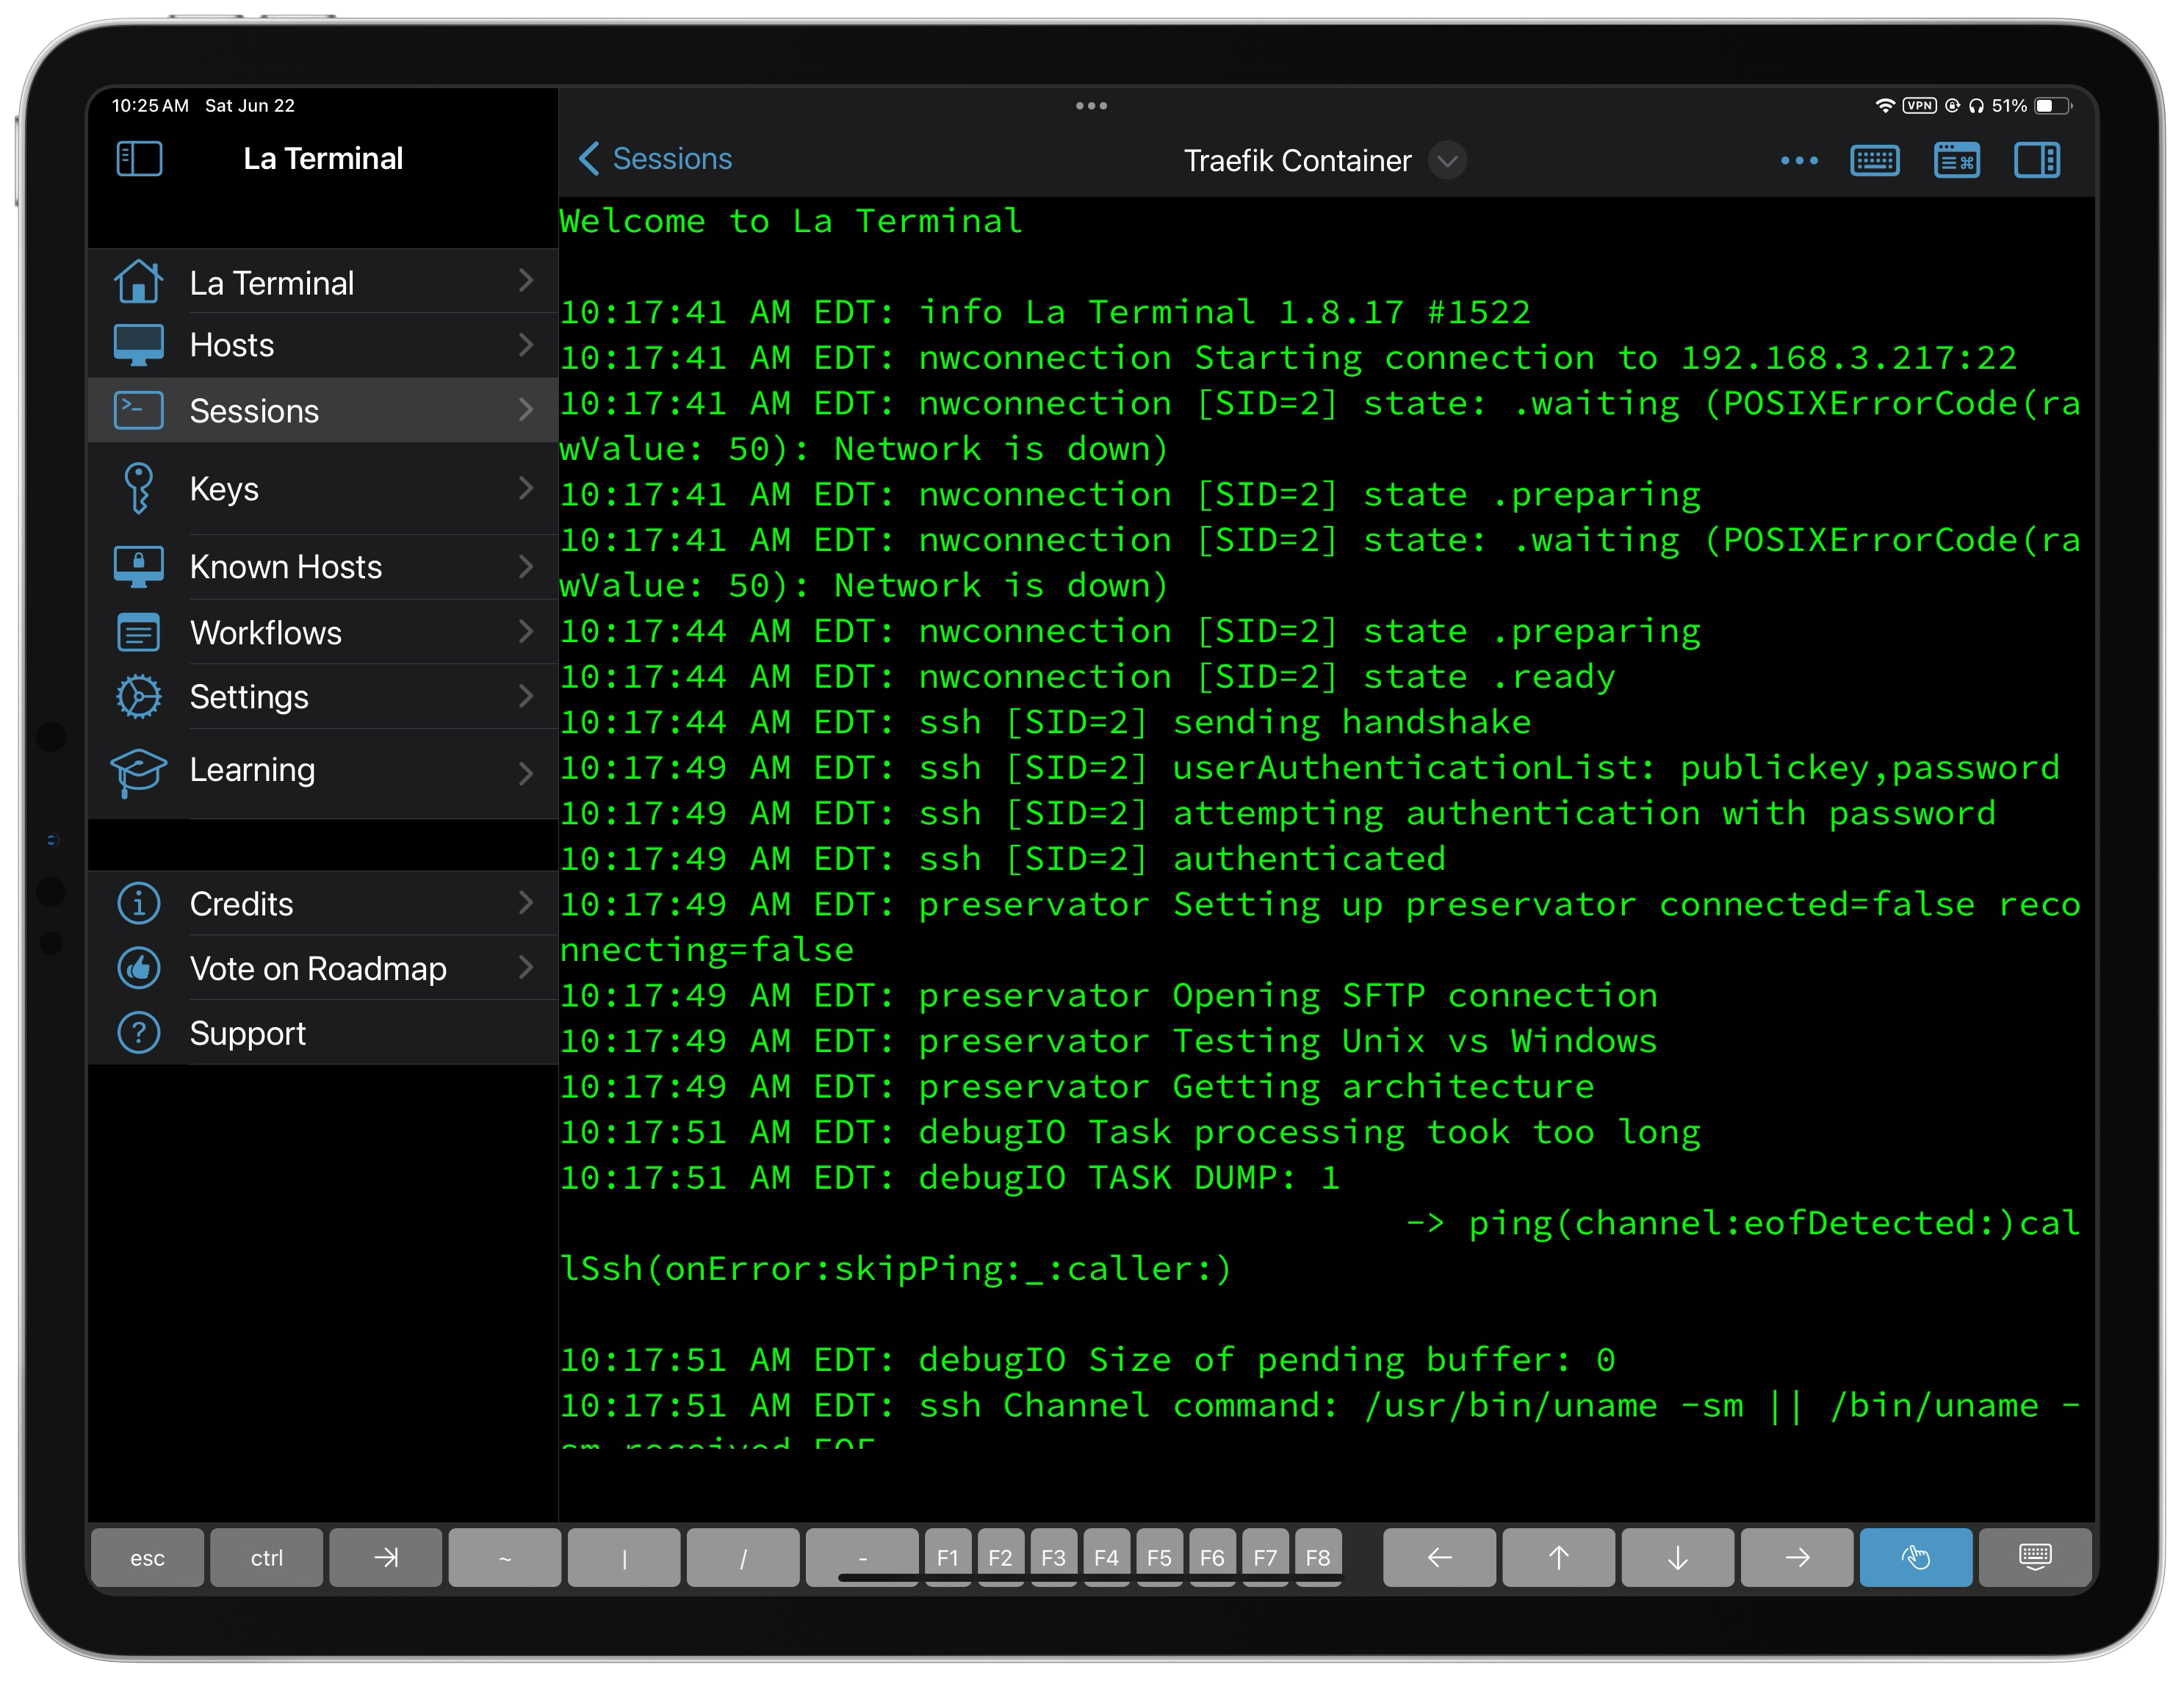 10:25 AM Sat Jun 22
VPN 51%
La Terminal
Sessions
Traefik Container
La Terminal
Hosts
Sessions
Keys
Known Hosts
Workflows
Settings
Learning
Credits
Vote on Roadmap
Support
Welcome to La Terminal
10:17:41 AM EDT: info La Terminal 1.8.17 #1522
10:17:41 AM EDT: nwconnection Starting connection to 192.168.3.217:22
10:17:41 AM EDT: nwconnection [SID=2] state: .waiting (POSIXErrorCode(ra
wValue: 50): Network is down)
10:17:41 AM EDT: nwconnection [SID=2] state .preparing
10:17:41 AM EDT: nwconnection [SID=2] state: .waiting (POSIXErrorCode(ra
wValue: 50): Network is down)
10:17:44 AM EDT: nwconnection [SID=2] state .preparing
10:17:44 AM EDT: nwconnection [SID=2] state .ready
10:17:44 AM EDT: ssh [SID=2] sending handshake
10:17:49 AM EDT: ssh [SID=2] userAuthenticationList: publickey,password
10:17:49 AM EDT: ssh [SID=2] attempting authentication with password
10:17:49 AM EDT: ssh [SID=2] authenticated
10:17:49 AM EDT: preservator Setting up preservator connected=false reco
nnecting=false
10:17:49 AM EDT: preservator Opening SFTP connection
10:17:49 AM EDT: preservator Testing Unix vs Windows
10:17:49 AM EDT: preservator Getting architecture
10:17:51 AM EDT: debugIO Task processing took too long
10:17:51 AM EDT: debugIO TASK DUMP: 1
-> ping(channel:eofDetected:)cal
lSsh(onError:skipPing:_:caller:)
10:17:51 AM EDT: debugIO Size of pending buffer: 0
10:17:51 AM EDT: ssh Channel command: /usr/bin/uname -sm || /bin/uname -
sm received EOF
esc ctrl ~ | / - F1 F2 F3 F4 F5 F6 F7 F8